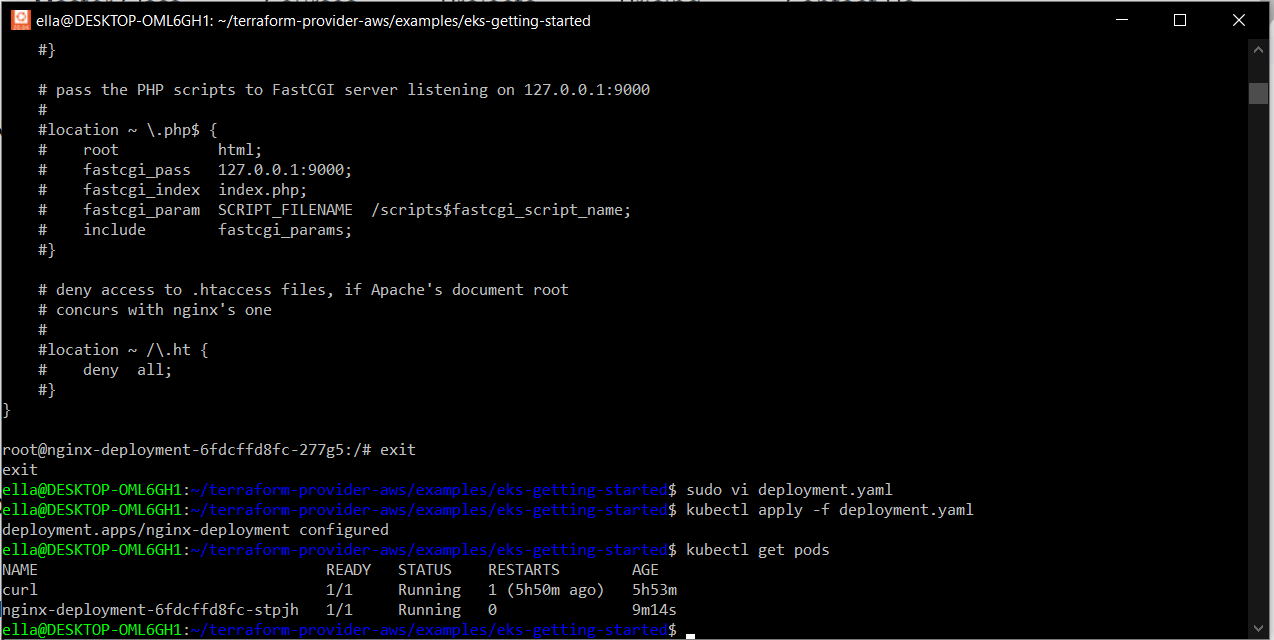 ella@DESKTOP-OML6GH1: ~/terraform-provider-aws/examples/eks-getting-started
    #}
    # pass the PHP scripts to FastCGI server listening on 127.0.0.1:9000
    #
    #location ~ \.php$ {
    #    root           html;
    #    fastcgi_pass   127.0.0.1:9000;
    #    fastcgi_index  index.php;
    #    fastcgi_param  SCRIPT_FILENAME  /scripts$fastcgi_script_name;
    #    include        fastcgi_params;
    #}
    # deny access to .htaccess files, if Apache's document root
    # concurs with nginx's one
    #
    #location ~ /\.ht {
    #    deny  all;
    #}
}
root@nginx-deployment-6fdcffd8fc-277g5:/# exit
exit
ella@DESKTOP-OML6GH1:~/terraform-provider-aws/examples/eks-getting-started$ sudo vi deployment.yaml
ella@DESKTOP-OML6GH1:~/terraform-provider-aws/examples/eks-getting-started$ kubectl apply -f deployment.yaml
deployment.apps/nginx-deployment configured
ella@DESKTOP-OML6GH1:~/terraform-provider-aws/examples/eks-getting-started$ kubectl get pods
NAME                                READY   STATUS    RESTARTS        AGE
curl                                1/1     Running   1 (5h50m ago)   5h53m
nginx-deployment-6fdcffd8fc-stpjh   1/1     Running   0               9m14s
ella@DESKTOP-OML6GH1:~/terraform-provider-aws/examples/eks-getting-started$